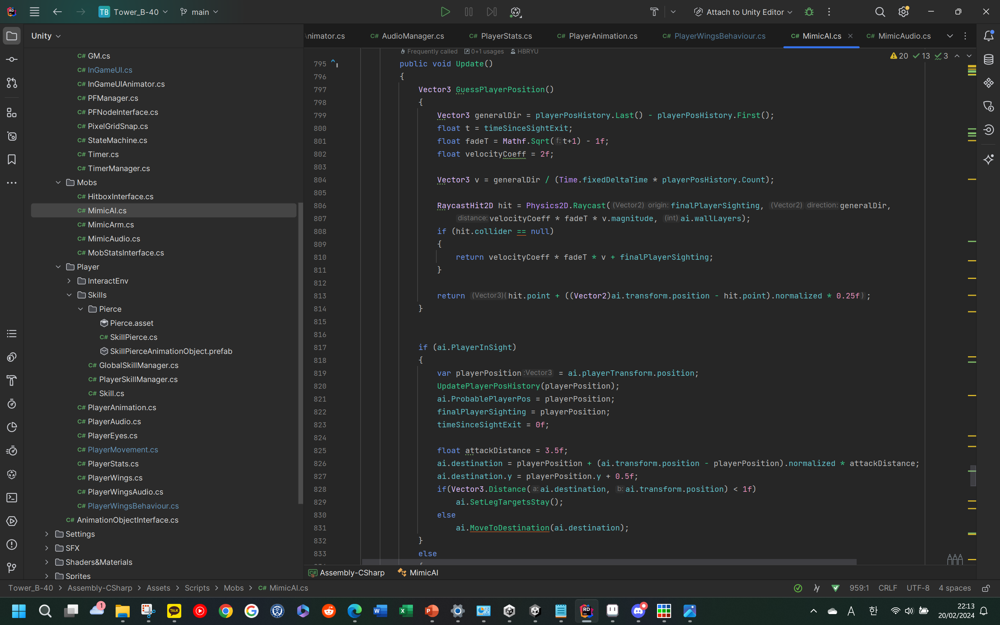 TB Tower_B-40 main Attach to Unity Editor
Unity
Animator.cs C# AudioManager.cs C# PlayerStats.cs C# PlayerAnimation.cs C# PlayerWingsBehaviour.cs C# MimicAI.cs C# MimicAudio.cs
C# GM.cs
C# InGameUI.cs
C# InGameUIAnimator.cs
C# PFManager.cs
C# PFNodeInterface.cs
C# PixelGridSnap.cs
C# StateMachine.cs
C# Timer.cs
C# TimerManager.cs
Mobs
C# HitboxInterface.cs
C# MimicAI.cs
C# MimicArm.cs
C# MimicAudio.cs
C# MobStatsInterface.cs
Player
InteractEnv
Skills
Pierce
Pierce.asset
C# SkillPierce.cs
SkillPierceAnimationObject.prefab
C# GlobalSkillManager.cs
C# PlayerSkillManager.cs
C# Skill.cs
C# PlayerAnimation.cs
C# PlayerAudio.cs
C# PlayerEyes.cs
C# PlayerMovement.cs
C# PlayerStats.cs
C# PlayerWings.cs
C# PlayerWingsAudio.cs
C# PlayerWingsBehaviour.cs
C# AnimationObjectInterface.cs
Settings
SFX
Shaders&Materials
Sprites
Frequently called 0+1 usages HBRYU
20 13 3
795 public void Update()
796 {
797 Vector3 GuessPlayerPosition()
798 {
799 Vector3 generalDir = playerPosHistory.Last() - playerPosHistory.First();
800 float t = timeSinceSightExit;
801 float fadeT = Mathf.Sqrt( f: t+1) - 1f;
802 float velocityCoeff = 2f;
803
804 Vector3 v = generalDir / (Time.fixedDeltaTime * playerPosHistory.Count);
805
806 RaycastHit2D hit = Physics2D.Raycast( (Vector2) origin: finalPlayerSighting, (Vector2) direction: generalDir,
807 distance: velocityCoeff * fadeT * v.magnitude, (int) ai.wallLayers);
808 if (hit.collider == null)
809 {
810 return velocityCoeff * fadeT * v + finalPlayerSighting;
811 }
812
813 return (Vector3)( hit.point + ((Vector2)ai.transform.position - hit.point).normalized * 0.25f );
814 }
815
816
817 if (ai.PlayerInSight)
818 {
819 var playerPosition :Vector3 = ai.playerTransform.position;
820 UpdatePlayerPosHistory(playerPosition);
821 ai.ProbablePlayerPos = playerPosition;
822 finalPlayerSighting = playerPosition;
823 timeSinceSightExit = 0f;
824
825 float attackDistance = 3.5f;
826 ai.destination = playerPosition + (ai.transform.position - playerPosition).normalized * attackDistance;
827 ai.destination.y = playerPosition.y + 0.5f;
828 if(Vector3.Distance( a: ai.destination, b: ai.transform.position) < 1f)
829 ai.SetLegTargetsStay();
830 else
831 ai.MoveToDestination(ai.destination);
832 }
833 else
Assembly-CSharp MimicAI
Tower_B-40 > Assembly-CSharp > Assets > Scripts > Mobs > C# MimicAI.cs 959:1 CRLF UTF-8 4 spaces
1 TALK W X P RD A 한 22:13
20/02/2024